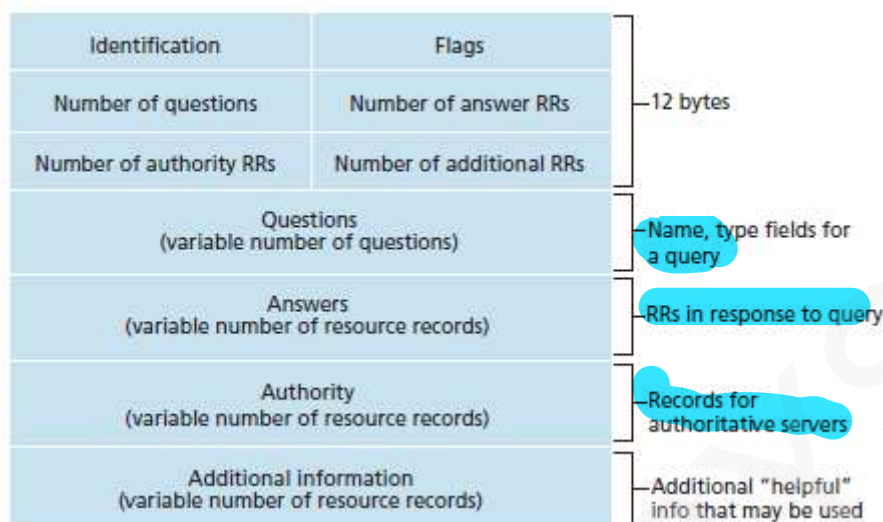 Identification
Flags
Number of questions
Number of answer RRs
12 bytes
Number of authority RRs
Number of additional RRs
Questions
(variable number of questions)
Name, type fields for
a query
Answers
(variable number of resource records)
RRs in response to query
Authority
(variable number of resource records)
Records for
authoritative servers
Additional information
(variable number of resource records)
Additional “helpful”
info that may be used